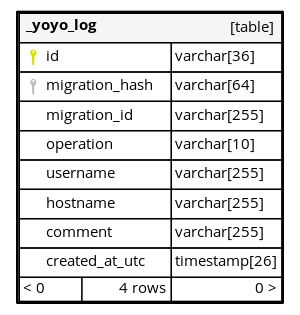 _yoyo_log [table]
id varchar[36]
migration_hash varchar[64]
migration_id varchar[255]
operation varchar[10]
username varchar[255]
hostname varchar[255]
comment varchar[255]
created_at_utc timestamp[26]
< 0 4 rows 0 >